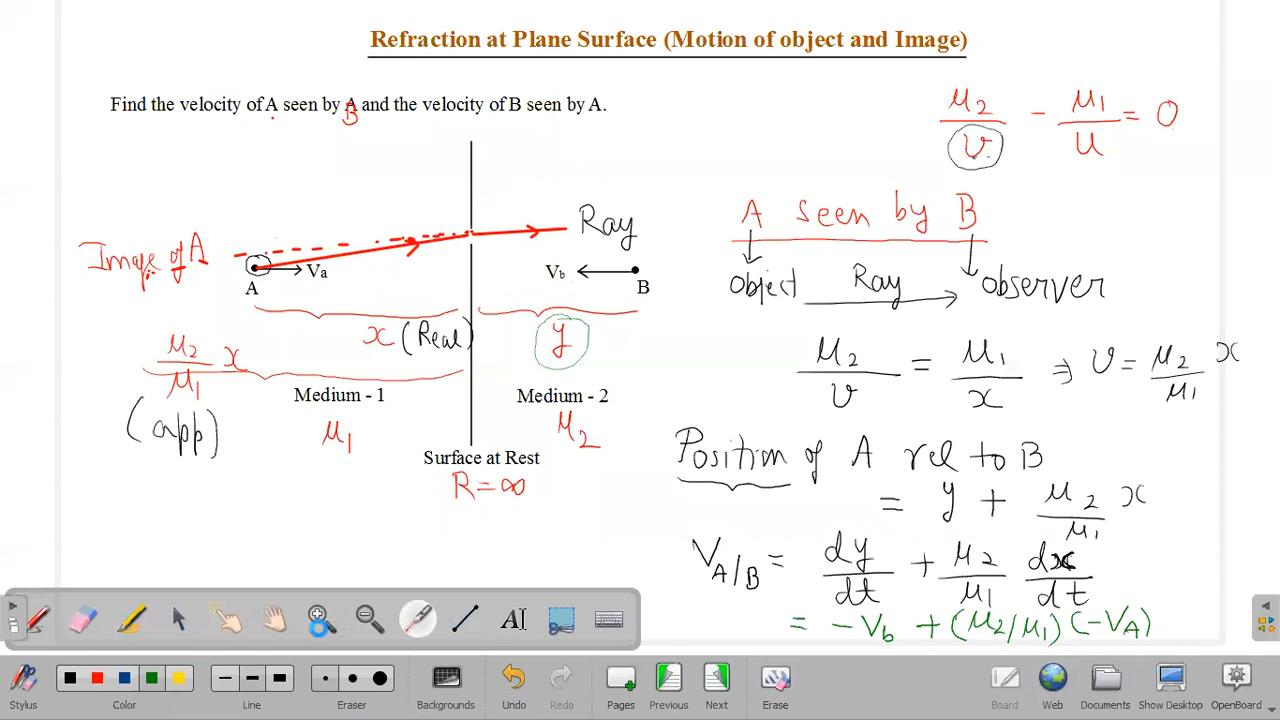 Refraction at Plane Surface (Motion of object and Image)
Find the velocity of A seen by A and the velocity of B seen by A.
B
μ2/v - μ1/u = 0
A seen by B
Object Ray Observer
Ray
Image of A
Va
Vb
A
B
x (Real)
y
μ2/μ1 x
(app)
Medium - 1
Medium - 2
μ1
μ2
Surface at Rest
R = ∞
μ2/v = μ1/x ⇒ v = μ2/μ1 x
Position of A rel to B
= y + μ2/μ1 x
VA/B = dy/dt + μ2/μ1 dx/dt
= -Vb + (μ2/μ1) (-VA)
AI
Stylus
Color
Line
Eraser
Backgrounds
Undo
Redo
Pages
Previous
Next
Erase
Board
Web
Documents
Show Desktop
OpenBoard